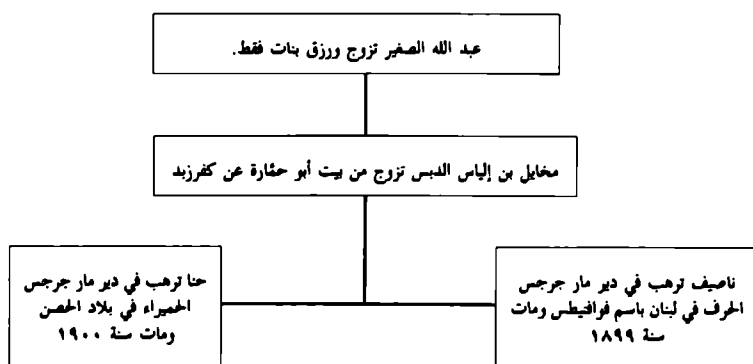 عبد الله الصغير تزوج ورزق بنات فقط.
مخايل بن إلياس الدبس تزوج من بيت أبو حمّارة عن كفرزبد
ناصيف ترهب في دير مار جرجس
الحرف في لبنان باسم فوافنيطس ومات
سنة ١٨٩٩
حنا ترهب في دير مار جرجس
الحميراء في بلاد الحصن
ومات سنة ١٩٠٠